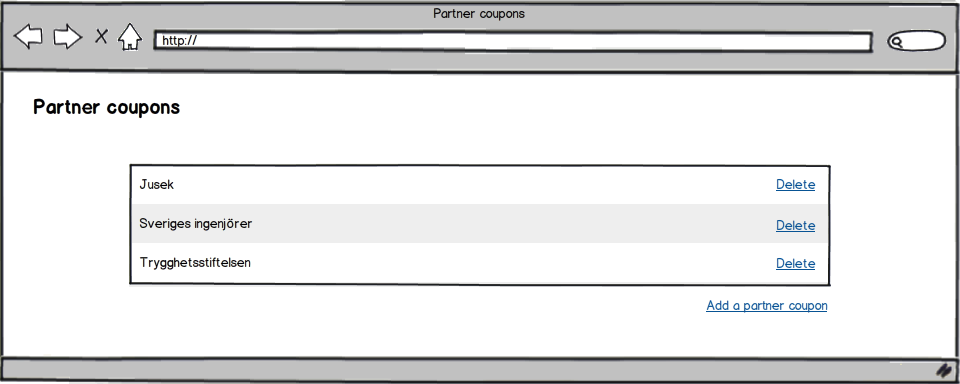 Partner coupons
http://
Partner coupons
Jusek Delete
Sveriges ingenjörer Delete
Trygghetsstiftelsen Delete
Add a partner coupon